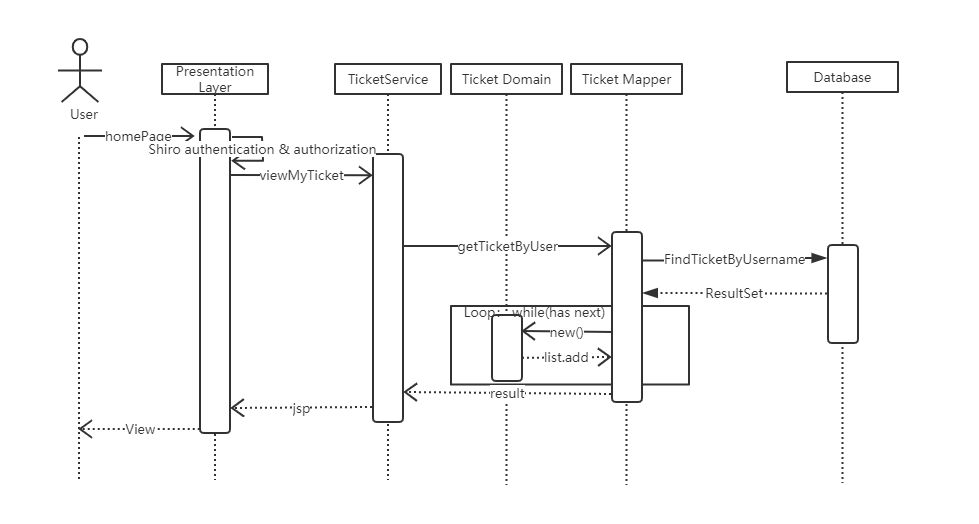 User
Presentation
Layer
TicketService
Ticket Domain
Ticket Mapper
Database
homePage
Shiro authentication & authorization
viewMyTicket
getTicketByUser
FindTicketByUsername
ResultSet
Loop: while(has next)
new()
list.add
result
jsp
View